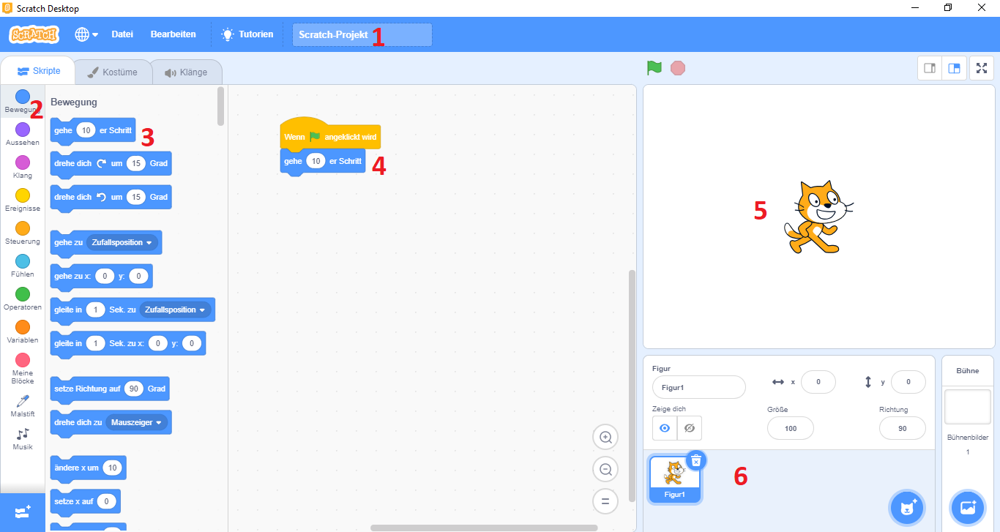 Scratch Desktop
SCRATCH Datei Bearbeiten Tutorien Scratch-Projekt 1
Skripte Kostüme Klänge
Bewegung 2
Aussehen
Klang
Ereignisse
Steuerung
Fühlen
Operatoren
Variablen
Meine
Blöcke
Malstift
Musik
Bewegung
gehe 10 er Schritt 3
drehe dich um 15 Grad
drehe dich um 15 Grad
gehe zu Zufallsposition
gehe zu x: 0 y: 0
gleite in 1 Sek. zu Zufallsposition
gleite in 1 Sek. zu x: 0 y: 0
setze Richtung auf 90 Grad
drehe dich zu Mauszeiger
ändere x um 10
setze x auf 0
Wenn angeklickt wird
gehe 10 er Schritt 4
5
Figur
Figur1 x 0 y 0
Zeige dich Größe Richtung
100 90
Figur1
6
Bühne
Bühnenbilder
1